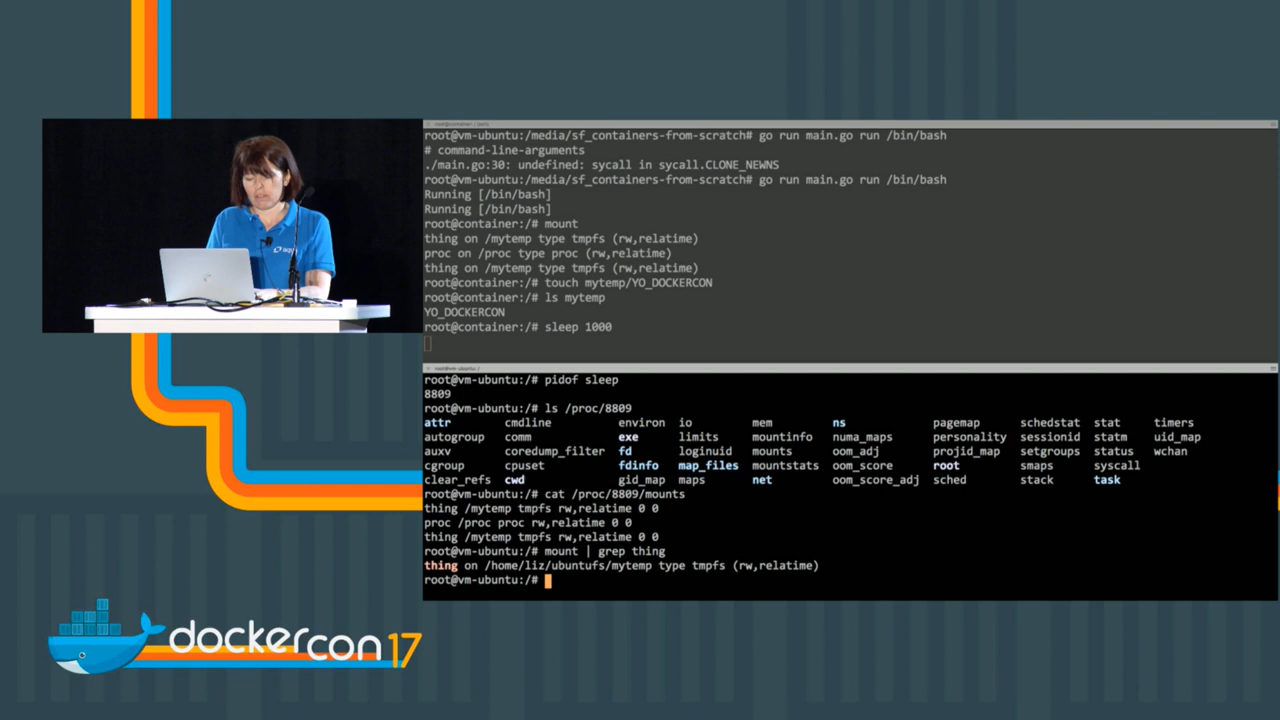 root@vm-ubuntu:/media/sf_containers-from-scratch# go run main.go run /bin/bash
# command-line-arguments
./main.go:30: undefined: sycall in sycall.CLONE_NEWNS
root@vm-ubuntu:/media/sf_containers-from-scratch# go run main.go run /bin/bash
Running [/bin/bash]
Running [/bin/bash]
root@container:/# mount
thing on /mytemp type tmpfs (rw,relatime)
proc on /proc type proc (rw,relatime)
thing on /mytemp type tmpfs (rw,relatime)
root@container:/# touch mytemp/YO_DOCKERCON
root@container:/# ls mytemp
YO_DOCKERCON
root@container:/# sleep 1000
root@vm-ubuntu:/# pidof sleep
8809
root@vm-ubuntu:/# ls /proc/8809
attr cmdline environ io mem ns pagemap schedstat stat timers
autogroup comm exe limits mountinfo numa_maps personality sessionid statm uid_map
auxv coredump_filter fd loginuid mounts oom_adj projid_map setgroups status wchan
cgroup cpuset fdinfo map_files mountstats oom_score root smaps syscall
clear_refs cwd gid_map maps net oom_score_adj sched stack task
root@vm-ubuntu:/# cat /proc/8809/mounts
thing /mytemp tmpfs rw,relatime 0 0
proc /proc proc rw,relatime 0 0
thing /mytemp tmpfs rw,relatime 0 0
root@vm-ubuntu:/# mount | grep thing
thing on /home/liz/ubuntufs/mytemp type tmpfs (rw,relatime)
root@vm-ubuntu:/#
dockercon 17